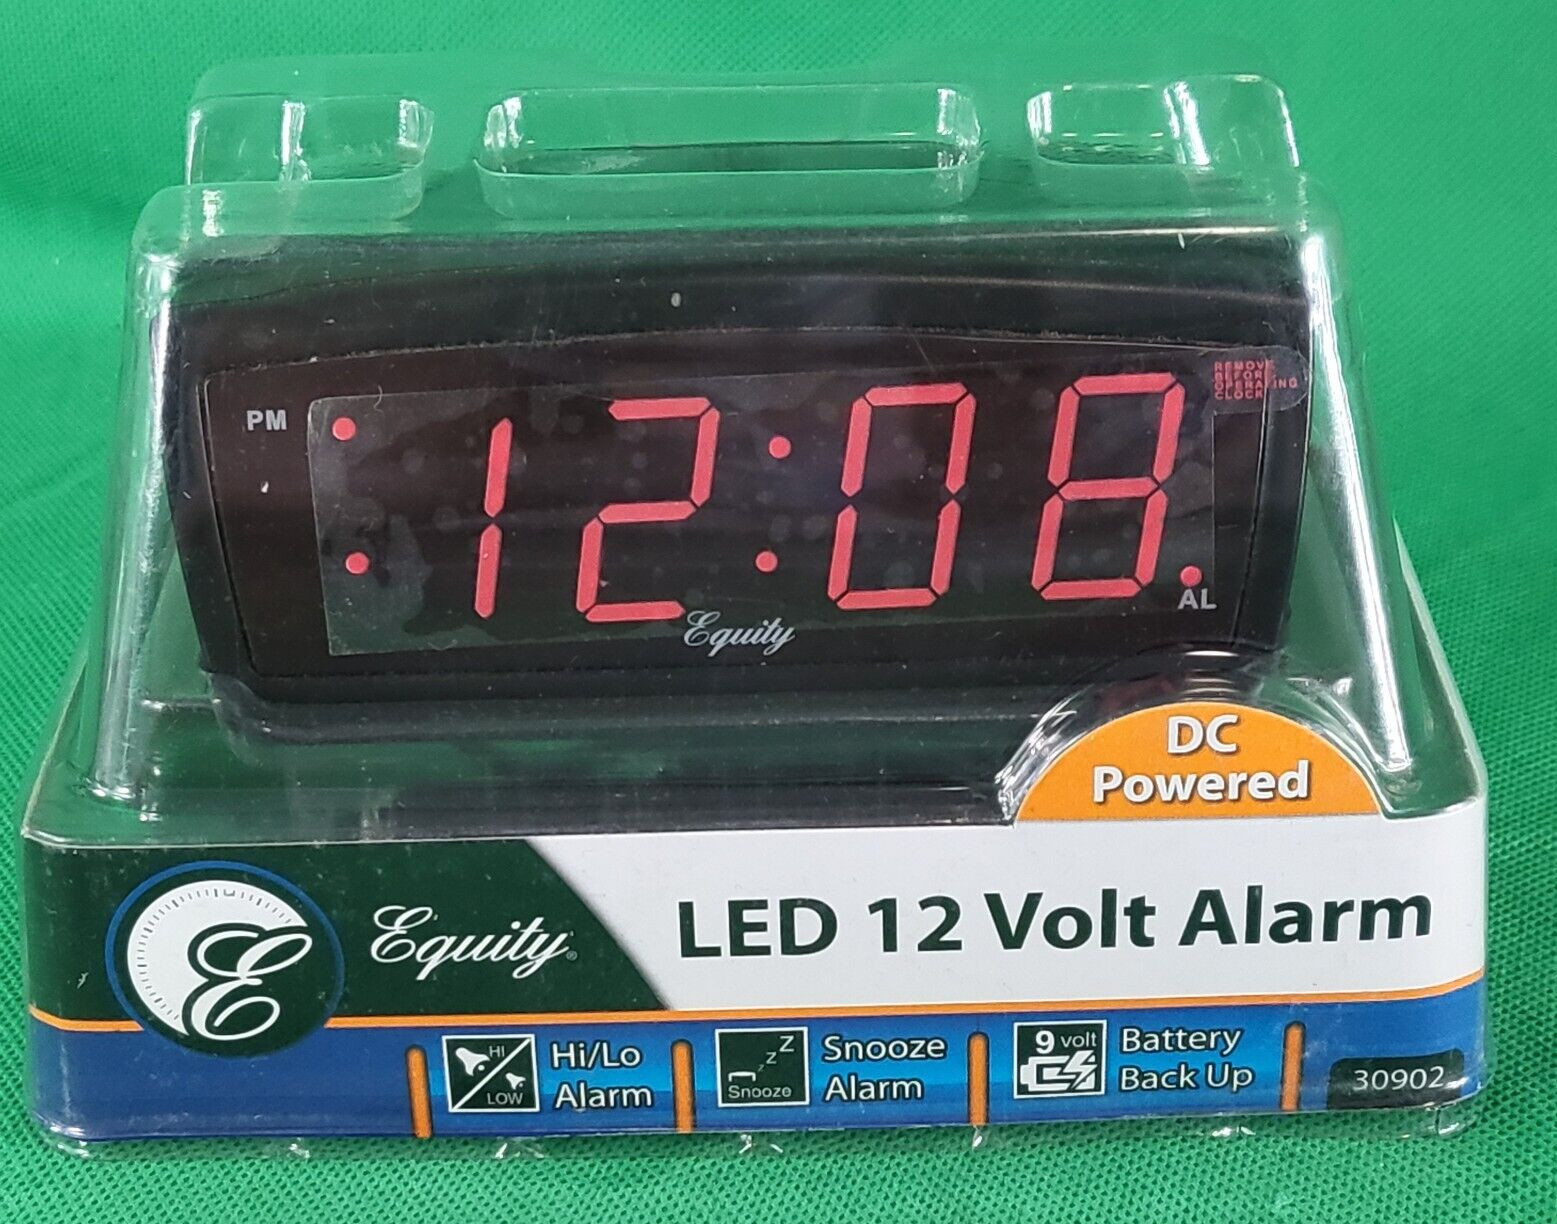 PM
12:08
REMOVE
BEFORE
OPERATING
CLOCK
AL
Equity
DC
Powered
E
Equity®
LED 12 Volt Alarm
HI
LOW
Hi/Lo
Alarm
z z Z
Snooze
Snooze
Alarm
9 volt
Battery
Back Up
30902